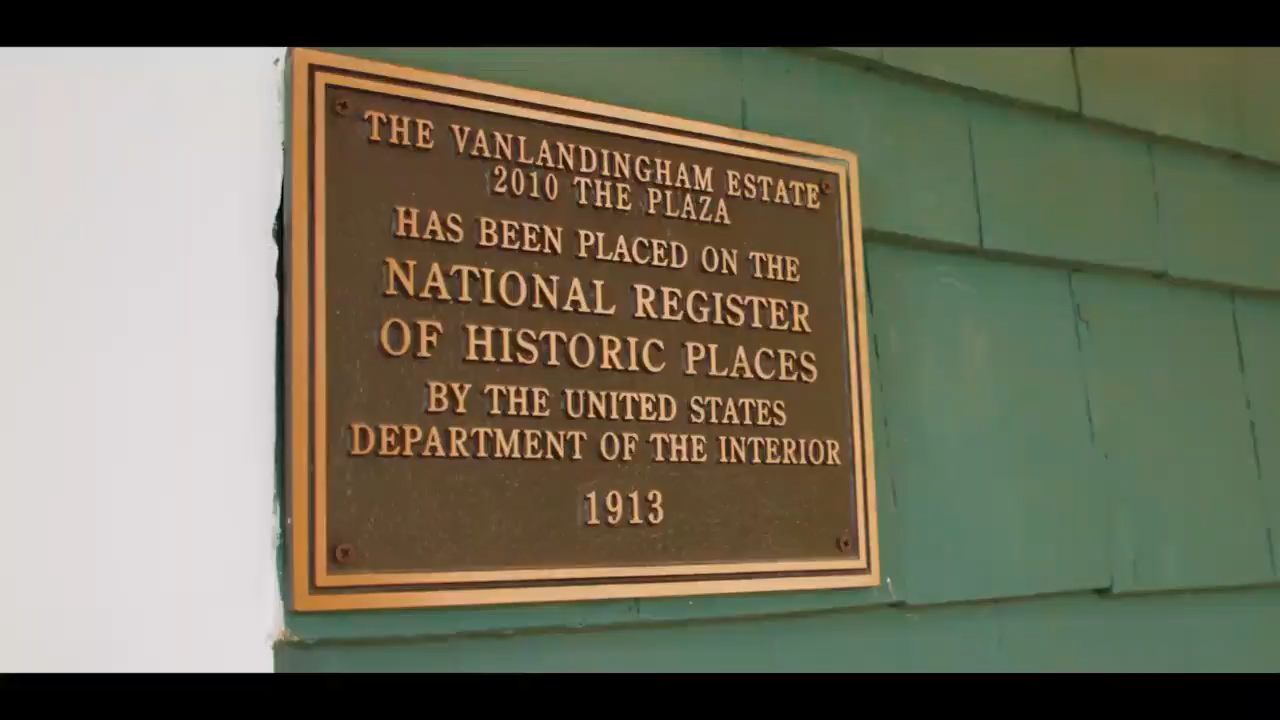 THE VANLANDINGHAM ESTATE
2010 THE PLAZA
HAS BEEN PLACED ON THE
NATIONAL REGISTER
OF HISTORIC PLACES
BY THE UNITED STATES
DEPARTMENT OF THE INTERIOR
1913